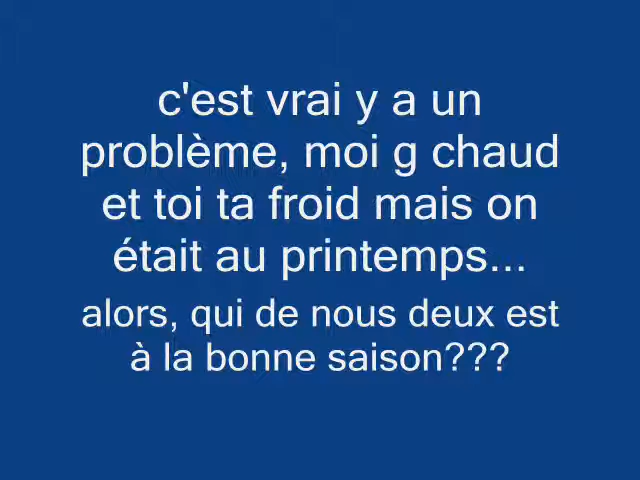 c'est vrai y a un
problème, moi g chaud
et toi ta froid mais on
était au printemps...
alors, qui de nous deux est
à la bonne saison???